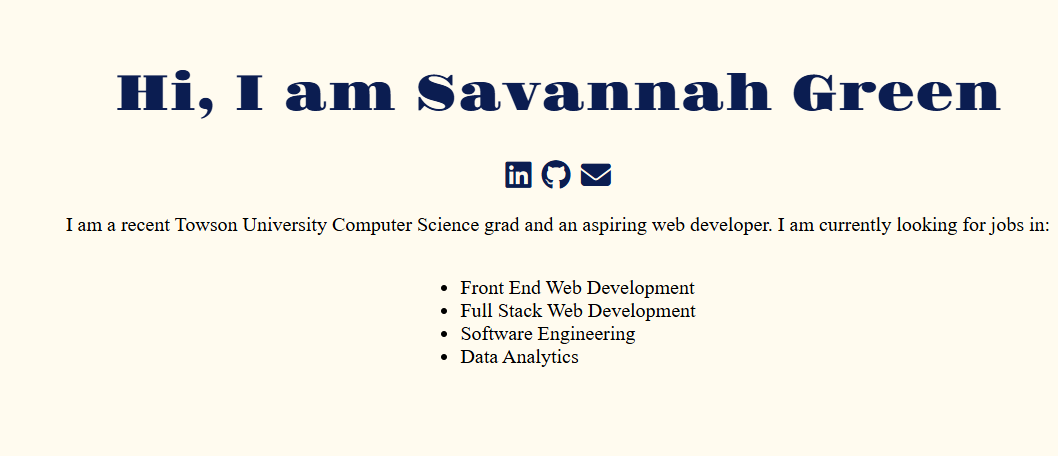 Hi, I am Savannah Green
in
I am a recent Towson University Computer Science grad and an aspiring web developer. I am currently looking for jobs in:
• Front End Web Development
• Full Stack Web Development
• Software Engineering
• Data Analytics